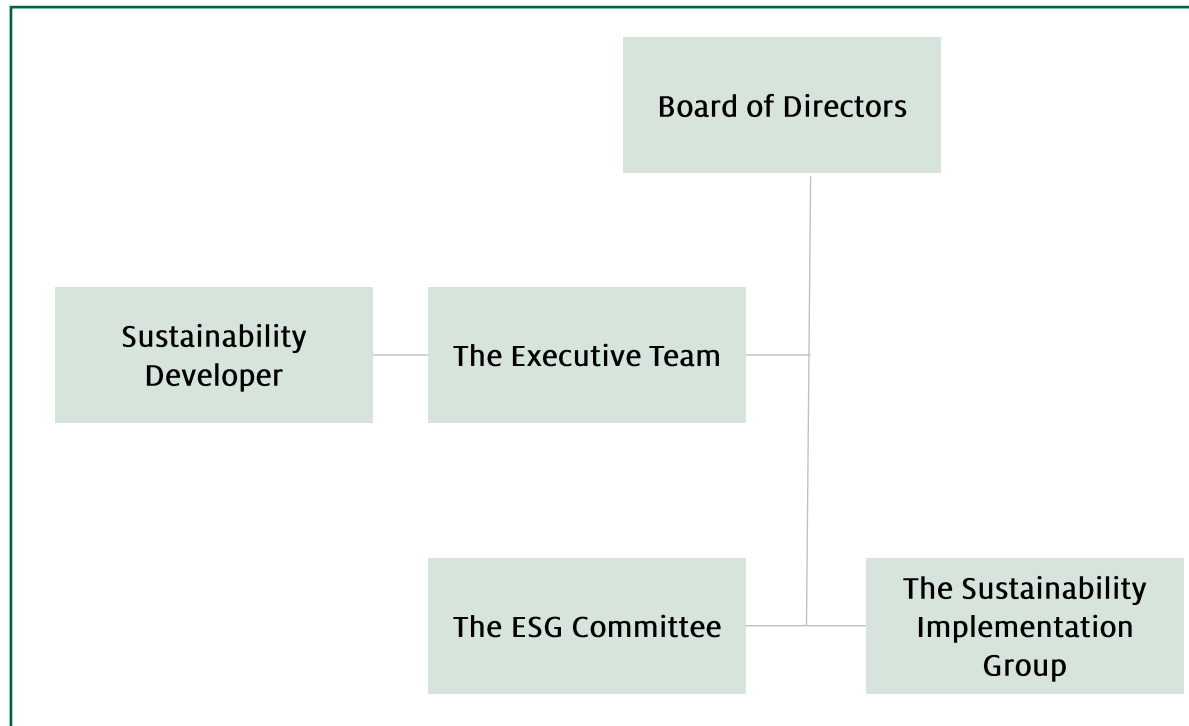 Board of Directors
Sustainability
Developer
The Executive Team
The ESG Committee
The Sustainability
Implementation
Group